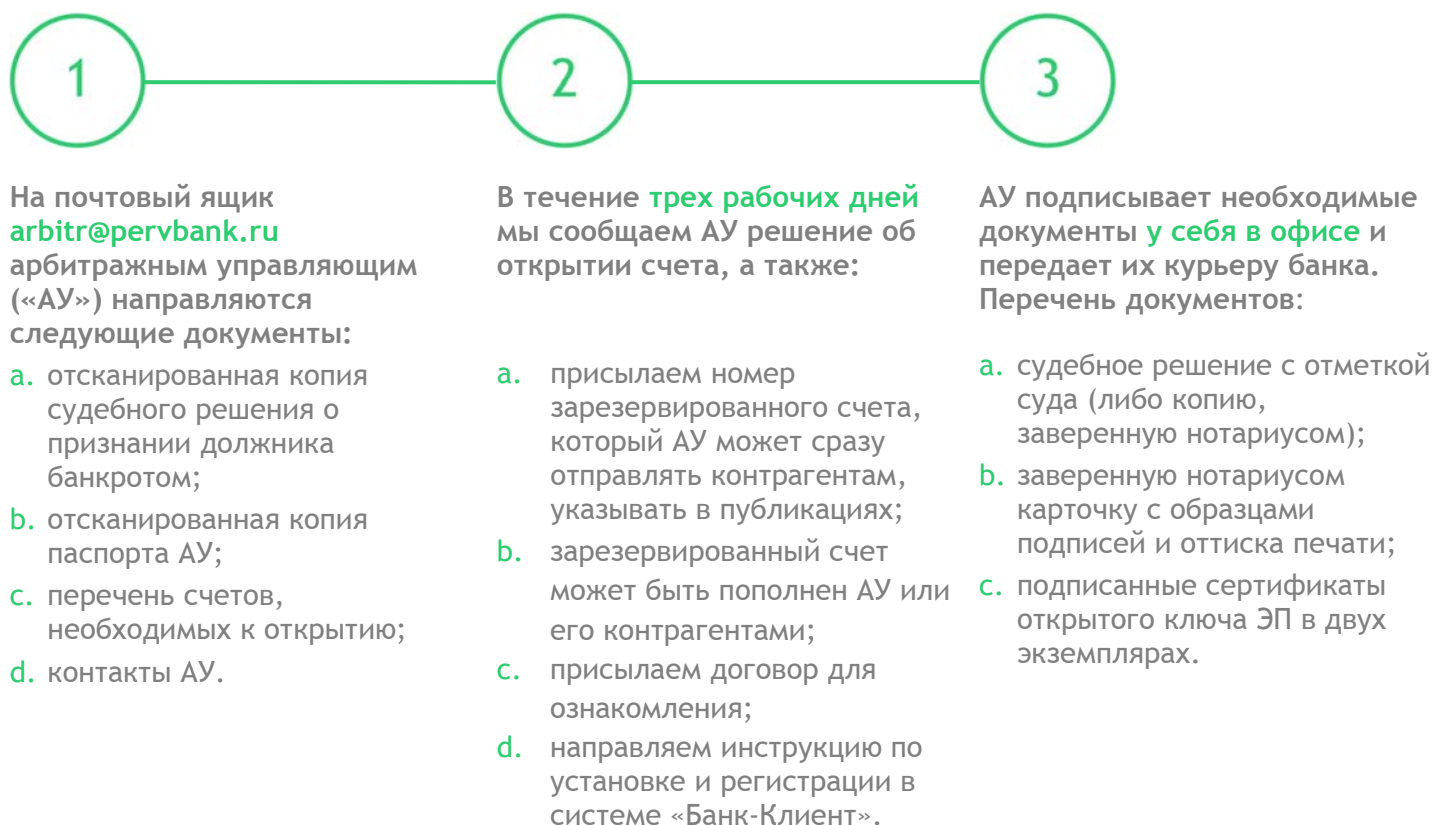 1
2
3
На почтовый ящик
arbitr@pervbank.ru
арбитражным управляющим
(«АУ») направляются
следующие документы:
a. отсканированная копия
судебного решения о
признании должника
банкротом;
b. отсканированная копия
паспорта АУ;
c. перечень счетов,
необходимых к открытию;
d. контакты АУ.
В течение трех рабочих дней
мы сообщаем АУ решение об
открытии счета, а также:
a. присылаем номер
зарезервированного счета,
который АУ может сразу
отправлять контрагентам,
указывать в публикациях;
b. зарезервированный счет
может быть пополнен АУ или
его контрагентами;
c. присылаем договор для
ознакомления;
d. направляем инструкцию по
установке и регистрации в
системе «Банк-Клиент».
АУ подписывает необходимые
документы у себя в офисе и
передает их курьеру банка.
Перечень документов:
a. судебное решение с отметкой
суда (либо копию,
заверенную нотариусом);
b. заверенную нотариусом
карточку с образцами
подписей и оттиска печати;
c. подписанные сертификаты
открытого ключа ЭП в двух
экземплярах.